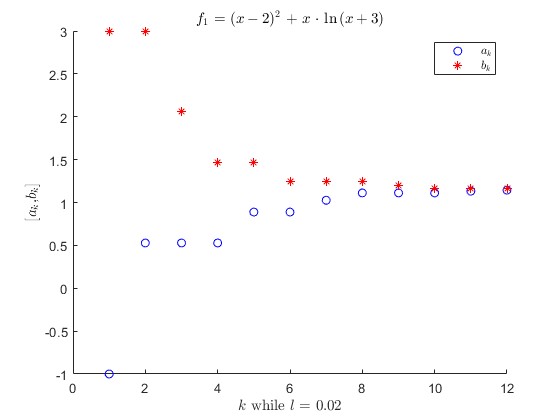 f₁ = (x − 2)² + x · ln(x + 3)
a_k
b_k
3
2.5
2
1.5
1
0.5
0
-0.5
-1
[a_k,b_k]
0 2 4 6 8 10 12
k while l = 0.02